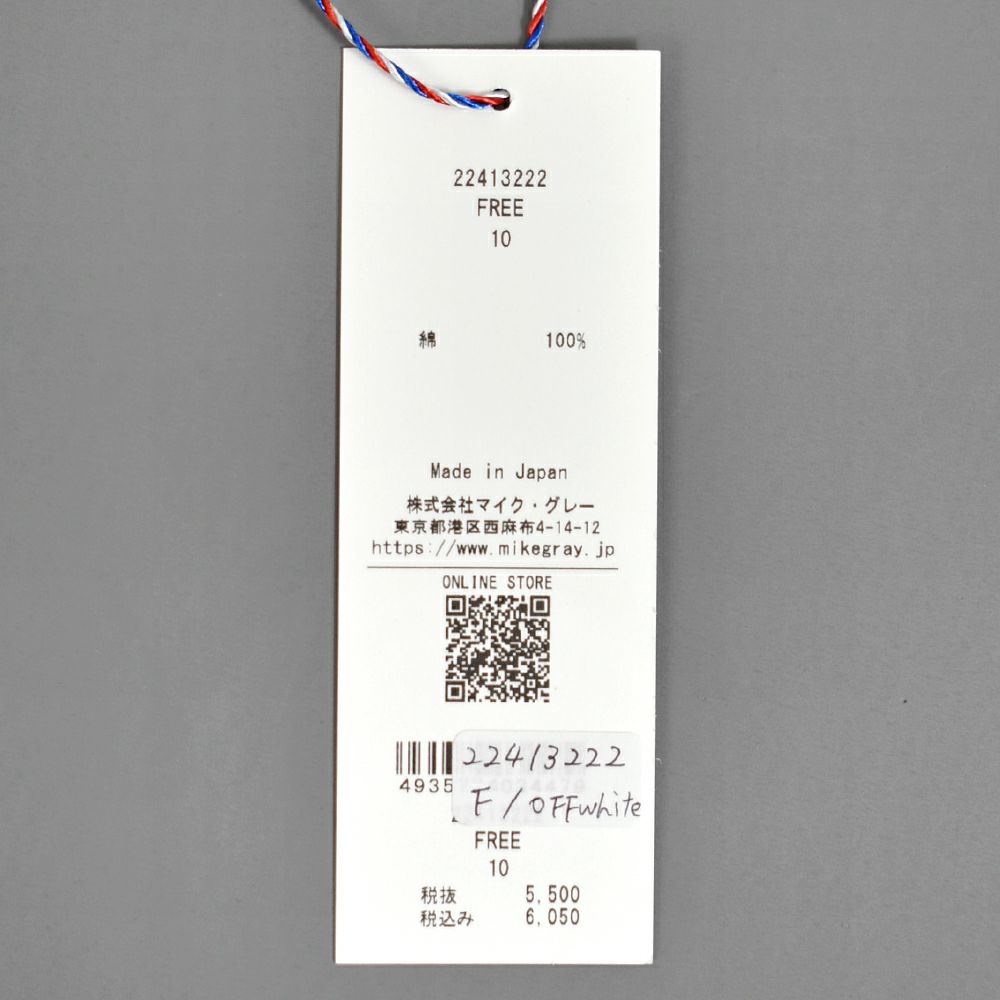 22413222
FREE
10
綿 100%
Made in Japan
株式会社マイク・グレー
東京都港区西麻布4-14-12
https://www.mikegray.jp
ONLINE STORE
22413222
4935
F/OFFwhite
FREE
10
税抜 5,500
税込み 6,050